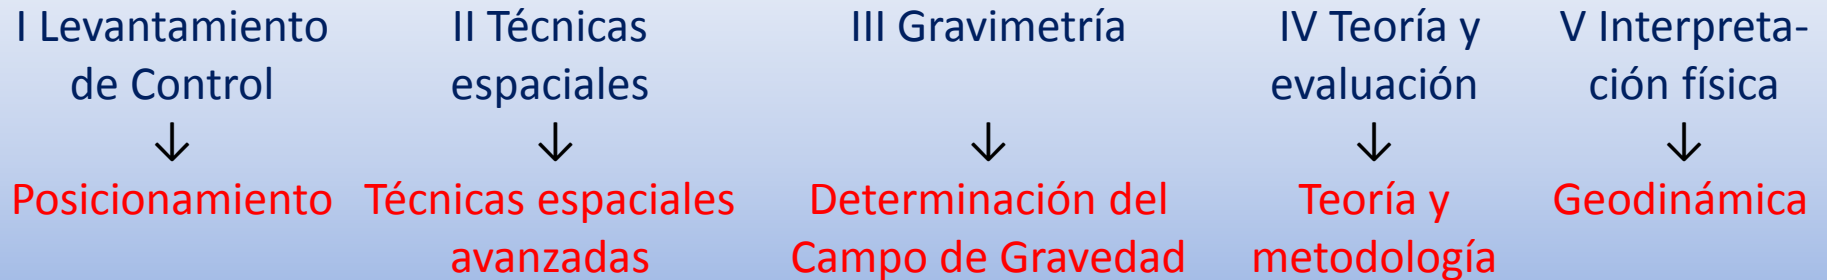 I Levantamiento
de Control
↓
Posicionamiento
II Técnicas
espaciales
↓
Técnicas espaciales
avanzadas
III Gravimetría
↓
Determinación del
Campo de Gravedad
IV Teoría y
evaluación
↓
Teoría y
metodología
V Interpreta-
ción física
↓
Geodinámica